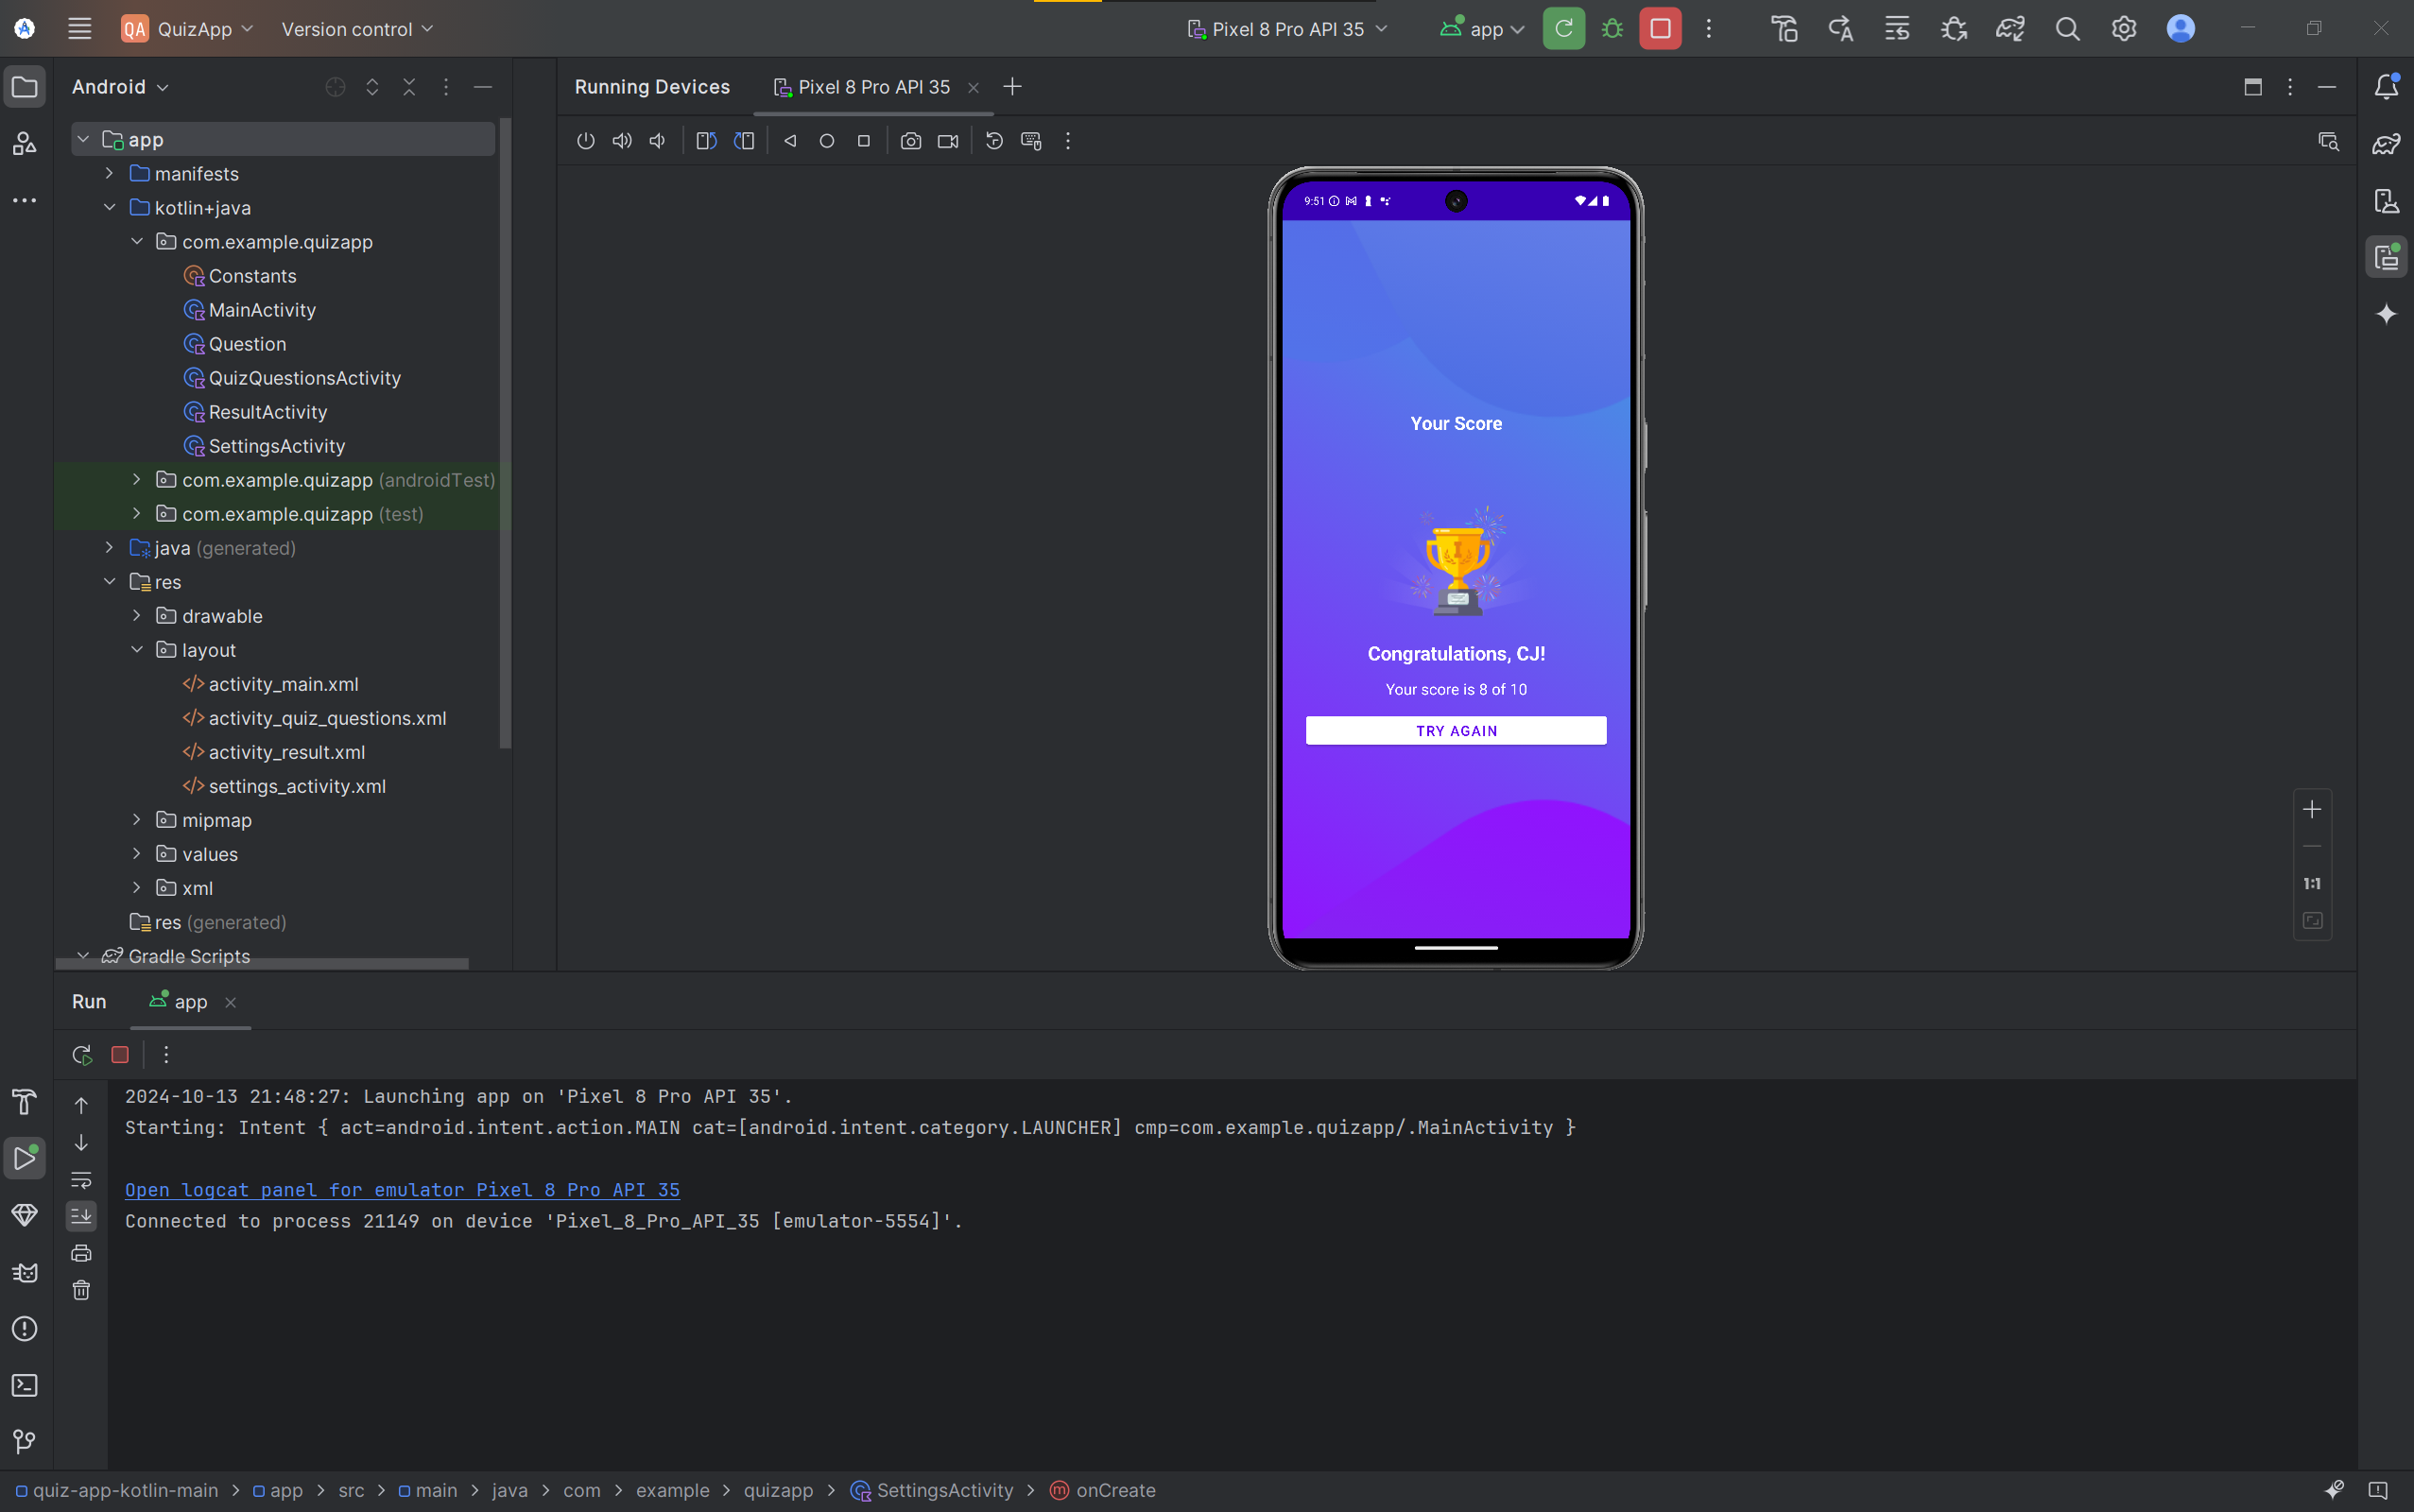 QA QuizApp Version control Pixel 8 Pro API 35 app
Android
Running Devices Pixel 8 Pro API 35
app
manifests
kotlin+java
com.example.quizapp
Constants
MainActivity
Question
QuizQuestionsActivity
ResultActivity
SettingsActivity
com.example.quizapp (androidTest)
com.example.quizapp (test)
java (generated)
res
drawable
layout
activity_main.xml
activity_quiz_questions.xml
activity_result.xml
settings_activity.xml
mipmap
values
xml
res (generated)
Gradle Scripts
9:51
Your Score
Congratulations, CJ!
Your score is 8 of 10
TRY AGAIN
1:1
Run app
2024-10-13 21:48:27: Launching app on 'Pixel 8 Pro API 35'.
Starting: Intent { act=android.intent.action.MAIN cat=[android.intent.category.LAUNCHER] cmp=com.example.quizapp/.MainActivity }
Open logcat panel for emulator Pixel 8 Pro API 35
Connected to process 21149 on device 'Pixel_8_Pro_API_35 [emulator-5554]'.
quiz-app-kotlin-main > app > src > main > java > com > example > quizapp > SettingsActivity > onCreate